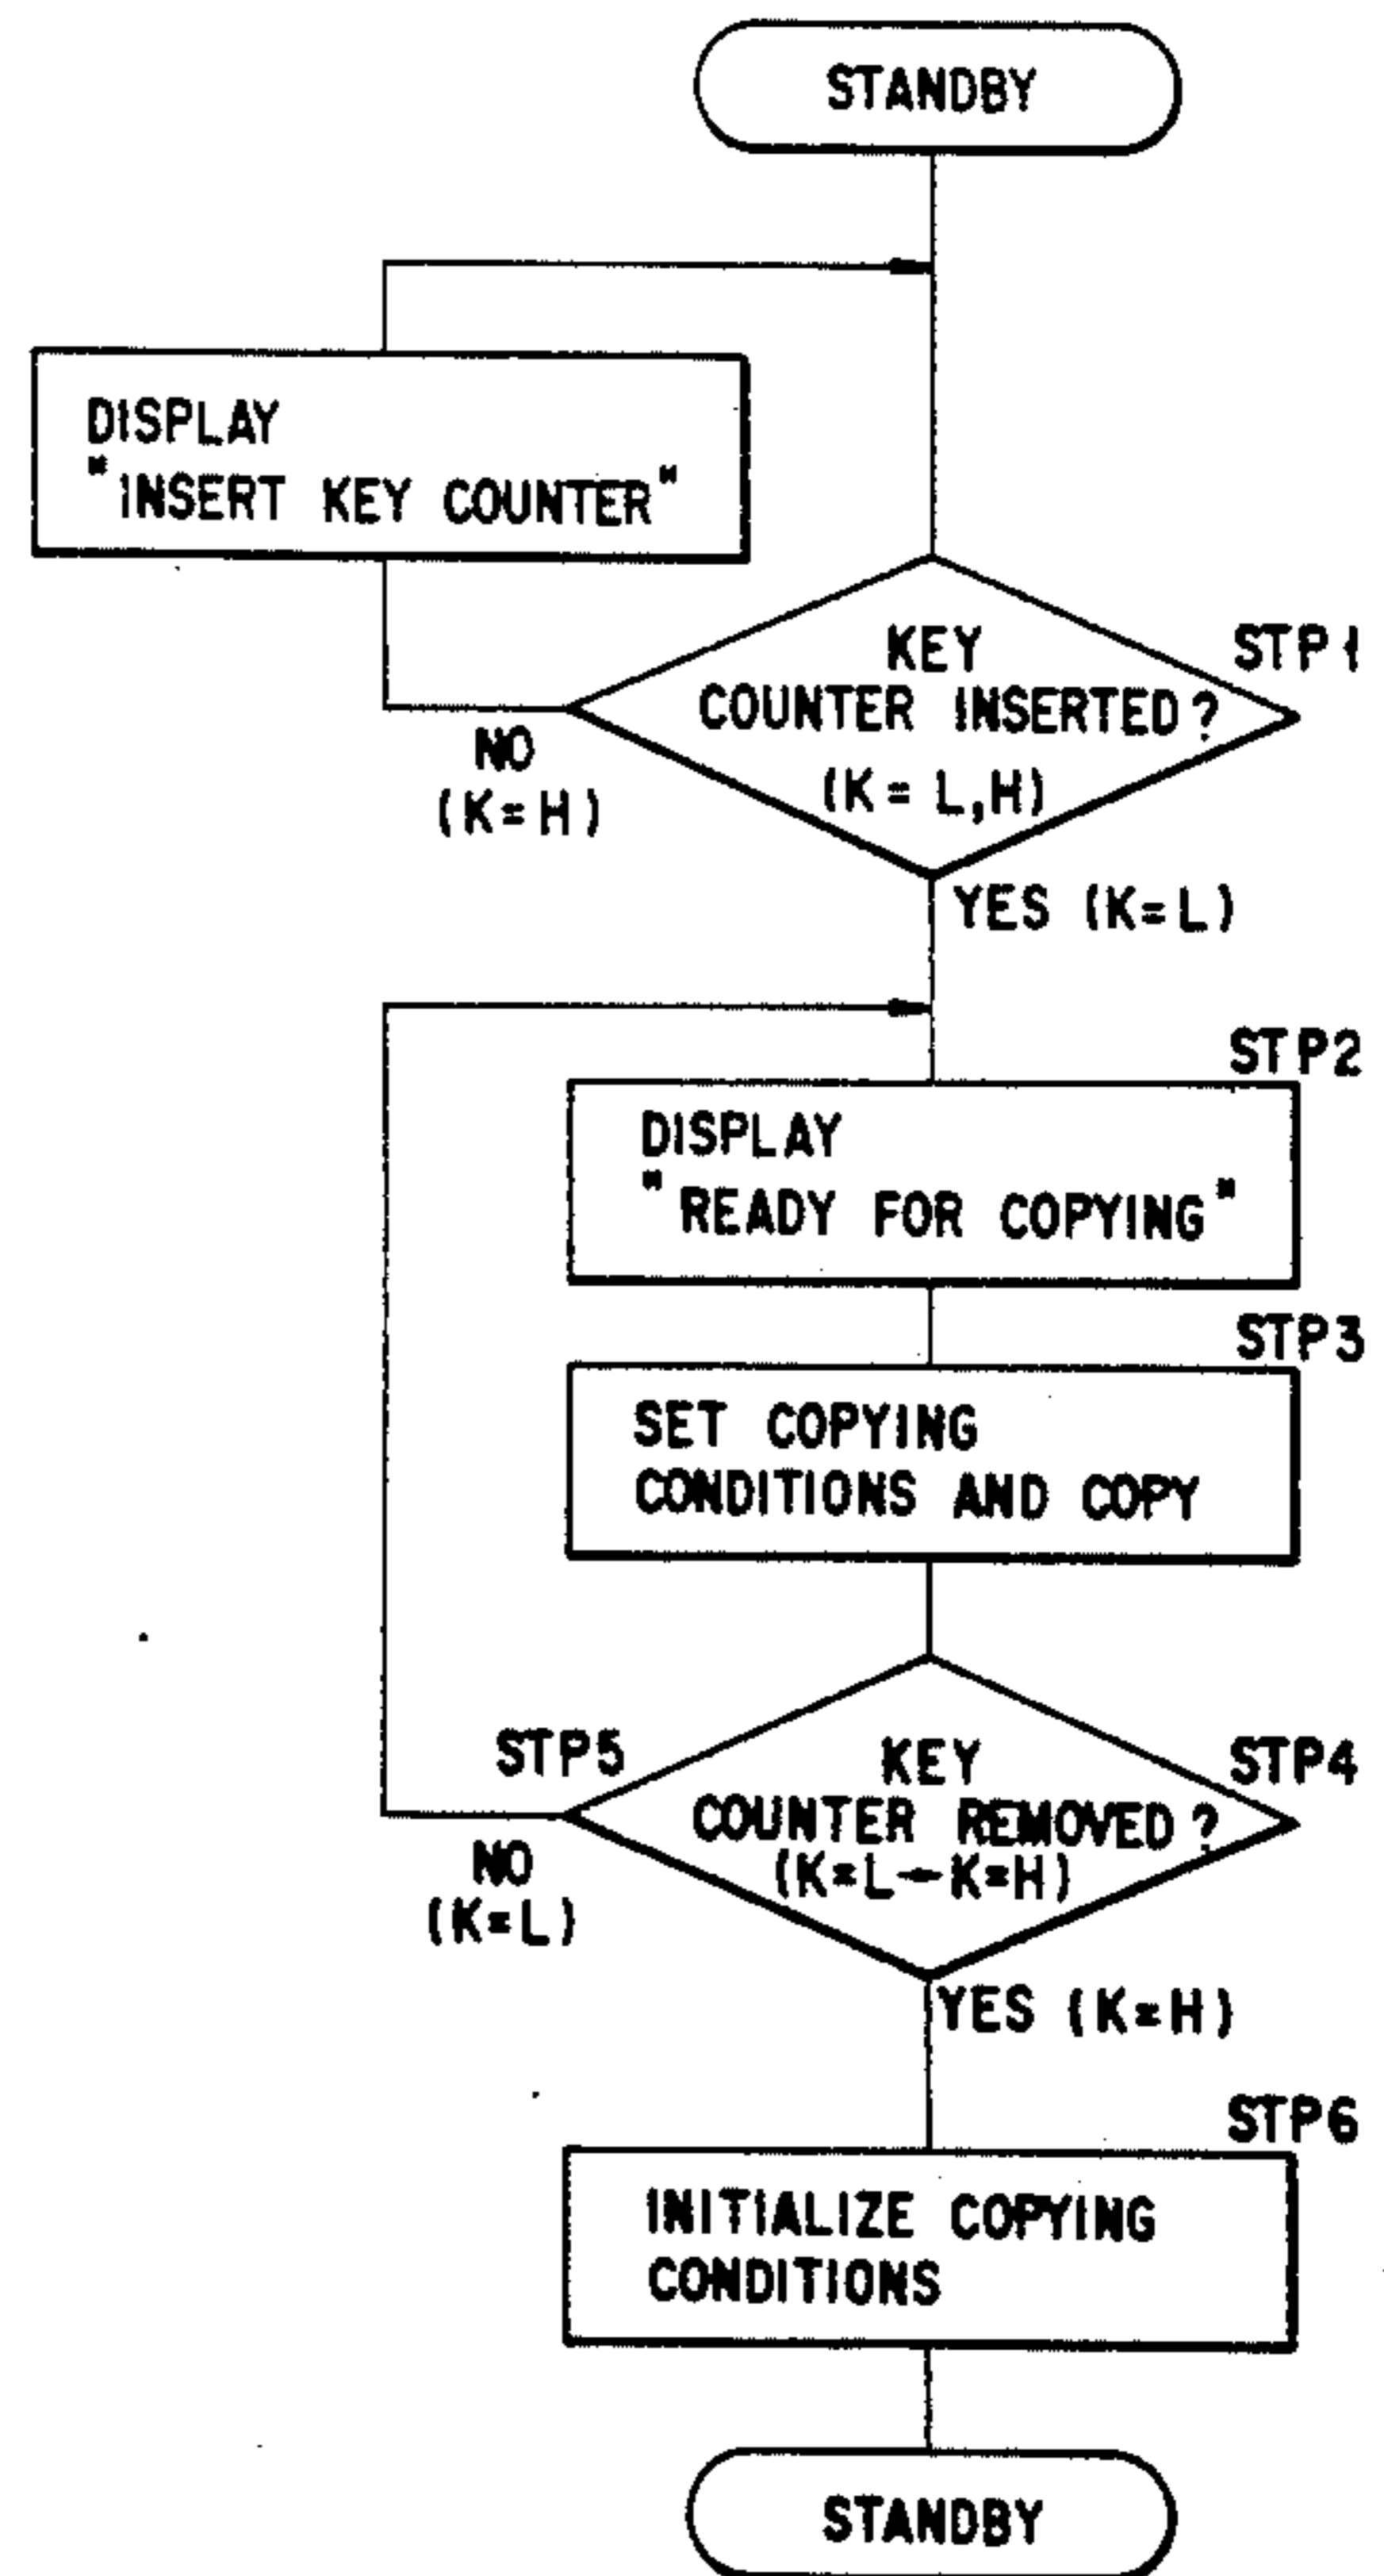 STANDBY
DISPLAY
"INSERT KEY COUNTER"
KEY
COUNTER INSERTED?
(K = L,H)
STP1
NO
(K=H)
YES (K=L)
STP2
DISPLAY
"READY FOR COPYING"
STP3
SET COPYING
CONDITIONS AND COPY
STP5
KEY
COUNTER REMOVED?
(K=L→K=H)
STP4
NO
(K=L)
YES (K=H)
STP6
INITIALIZE COPYING
CONDITIONS
STANDBY